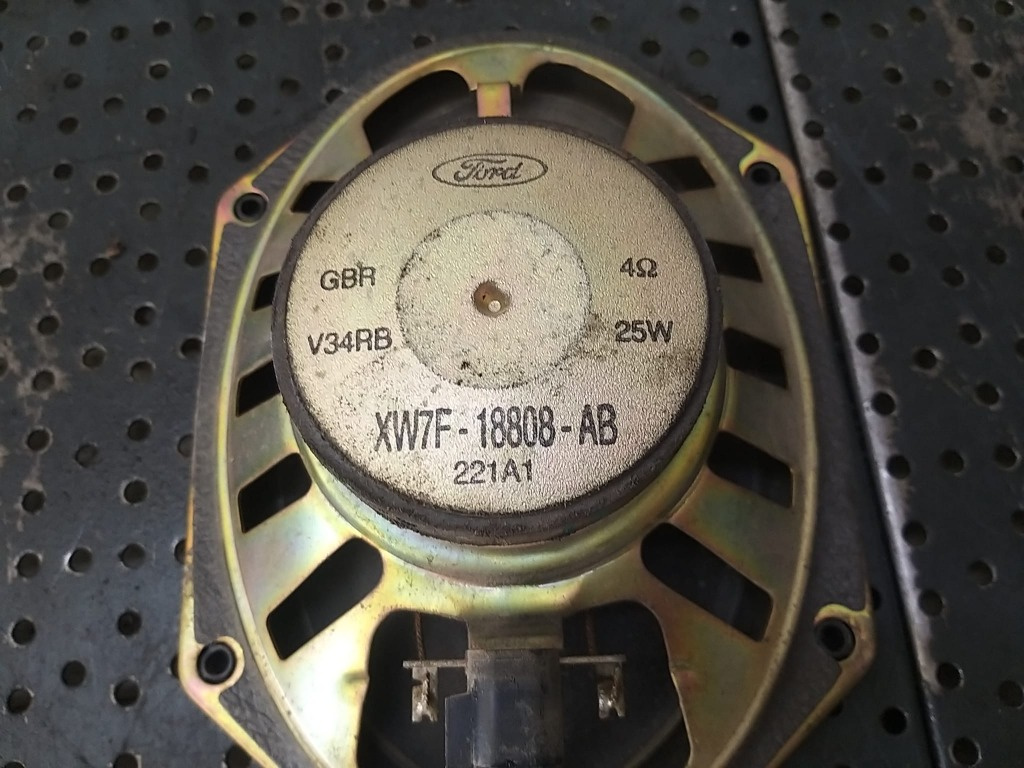 Ford
GBR 4Ω
V34RB 25W
XW7F-18808-AB
221A1